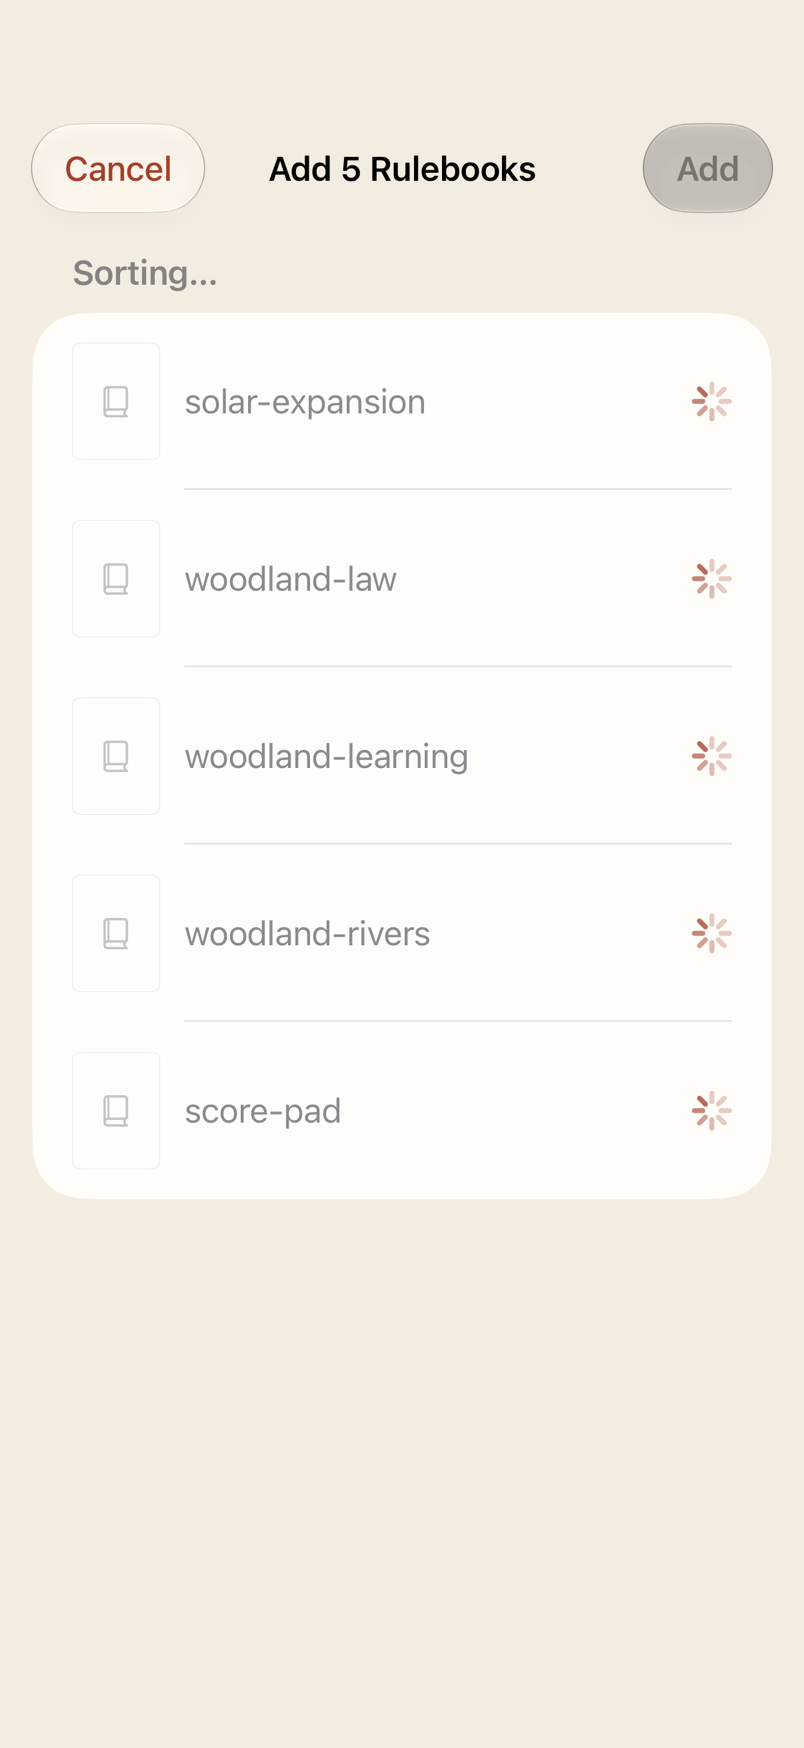 Cancel
Add 5 Rulebooks
Add
Sorting...
solar-expansion
woodland-law
woodland-learning
woodland-rivers
score-pad